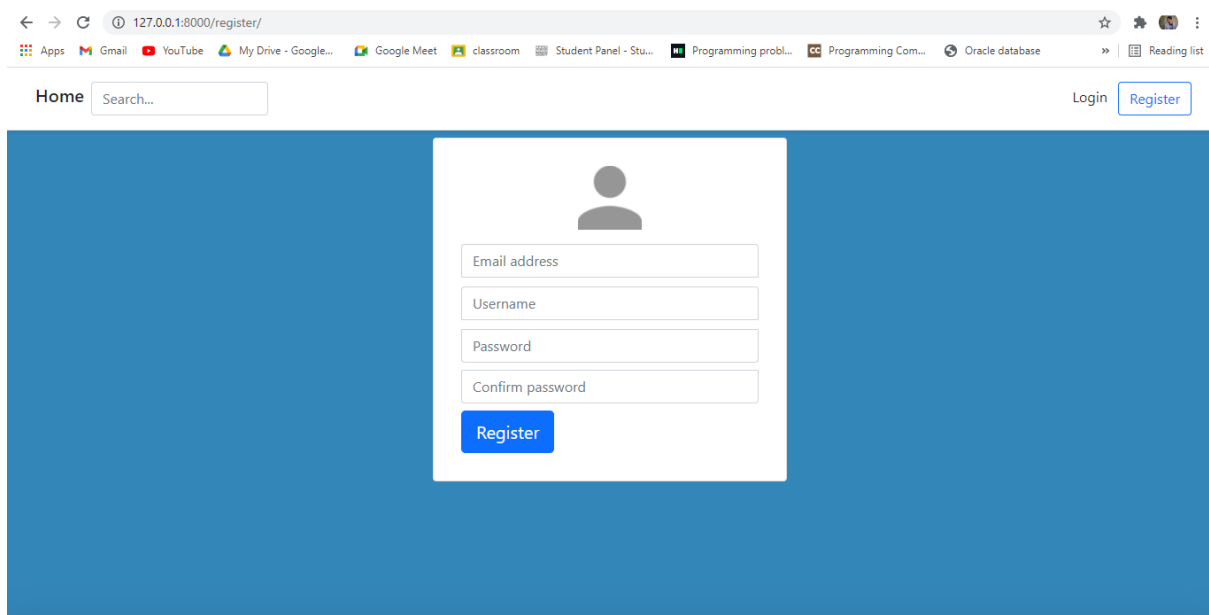 127.0.0.1:8000/register/
Apps Gmail YouTube My Drive - Google... Google Meet classroom Student Panel - Stu... Programming probl... CC Programming Com... Oracle database » Reading list
Home Search... Login Register
Email address
Username
Password
Confirm password
Register